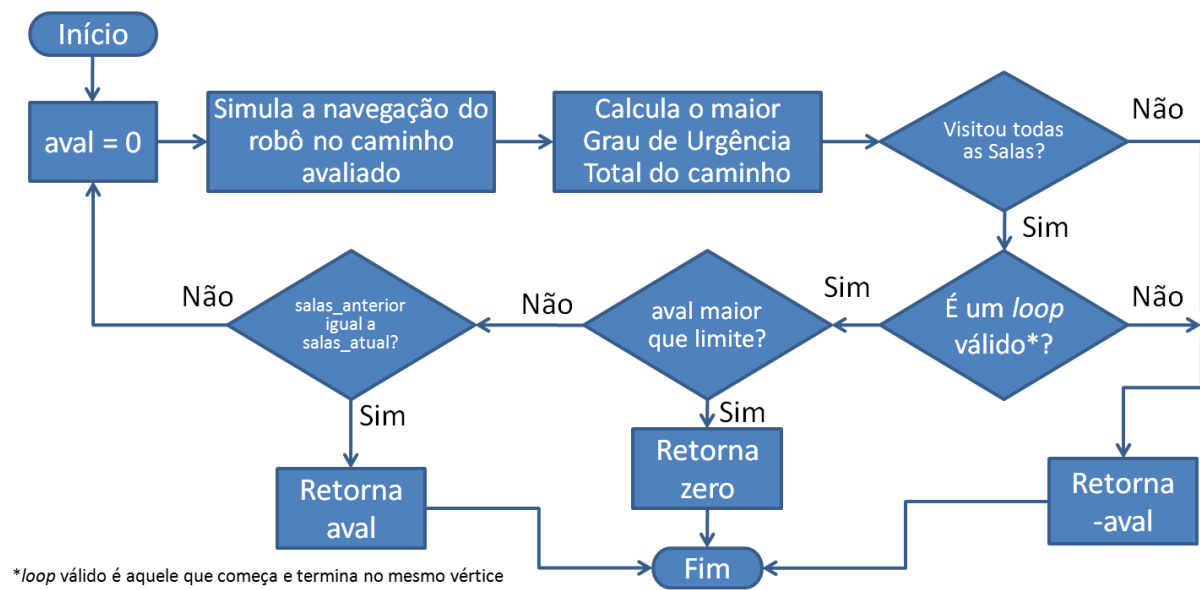 Início
aval = 0
Simula a navegação do
robô no caminho
avaliado
Calcula o maior
Grau de Urgência
Total do caminho
Visitou todas
as Salas?
Não
Sim
É um loop
válido*?
Não
Sim
aval maior
que limite?
Não
Sim
salas_anterior
igual a
salas_atual?
Não
Sim
Retorna
aval
Retorna
zero
Retorna
-aval
Fim
*loop válido é aquele que começa e termina no mesmo vértice